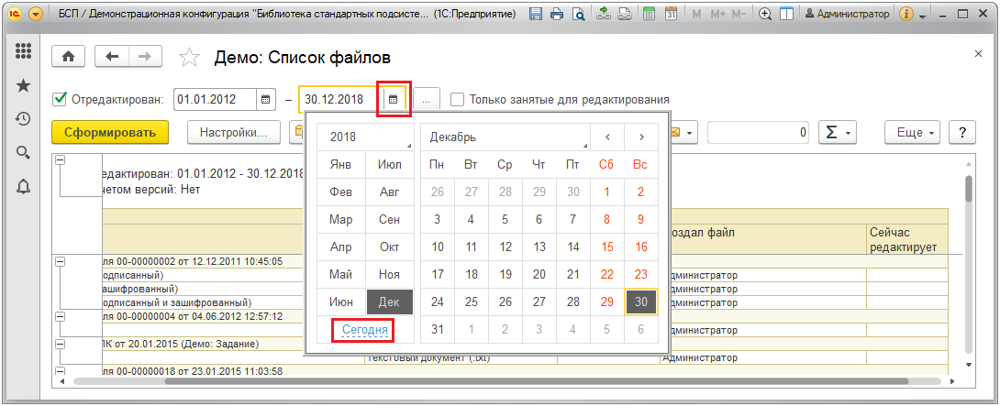 БСП / Демонстрационная конфигурация "Библиотека стандартных подсисте... (1С:Предприятие)
M M+ M- Администратор
Демо: Список файлов
Отредактирован: 01.01.2012 – 30.12.2018 ... Только занятые для редактирования
Сформировать Настройки... 0 Σ Еще ?
едактирован: 01.01.2012 - 30.12.2018
четом версий: Нет
2018 Декабрь < >
Янв Июл Пн Вт Ср Чт Пт Сб Вс
Фев Авг 26 27 28 29 30 1 2
Мар Сен 3 4 5 6 7 8 9
Апр Окт 10 11 12 13 14 15 16
Май Ноя 17 18 19 20 21 22 23
Июн Дек 24 25 26 27 28 29 30
Сегодня 31 1 2 3 4 5 6
оздал файл Сейчас редактирует
ля 00-00000002 от 12.12.2011 10:45:05
одписанный) дминистратор
ашифрованный) дминистратор
одписанный и зашифрованный) дминистратор
ля 00-00000004 от 04.06.2012 12:57:12
дминистратор
ПК от 20.01.2015 (Демо: Задание)
Текстовый документ (.txt) Администратор
ля 00-00000018 от 23.01.2015 11:03:58